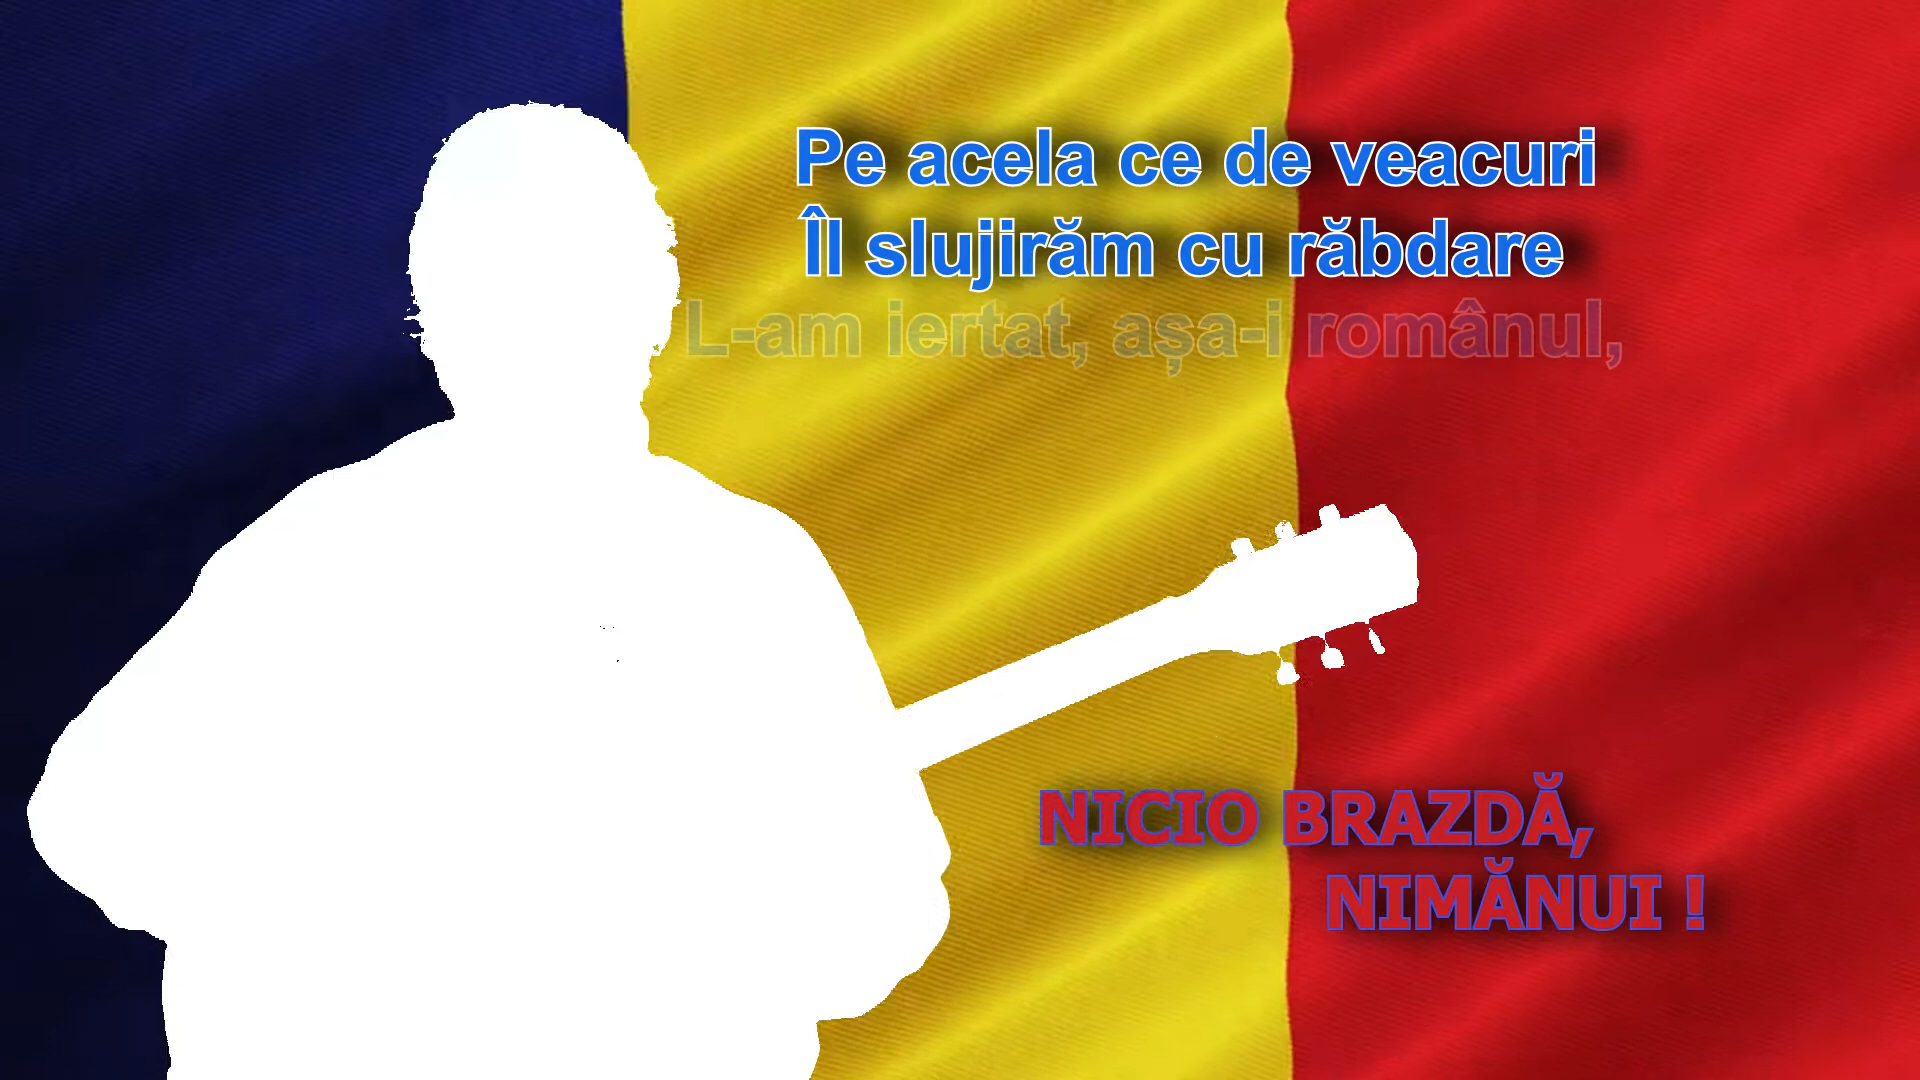 Pe acela ce de veacuri
Îl slujirăm cu răbdare
L-am iertat, așa-i românul,
NICIO BRAZDĂ,
NIMĂNUI !